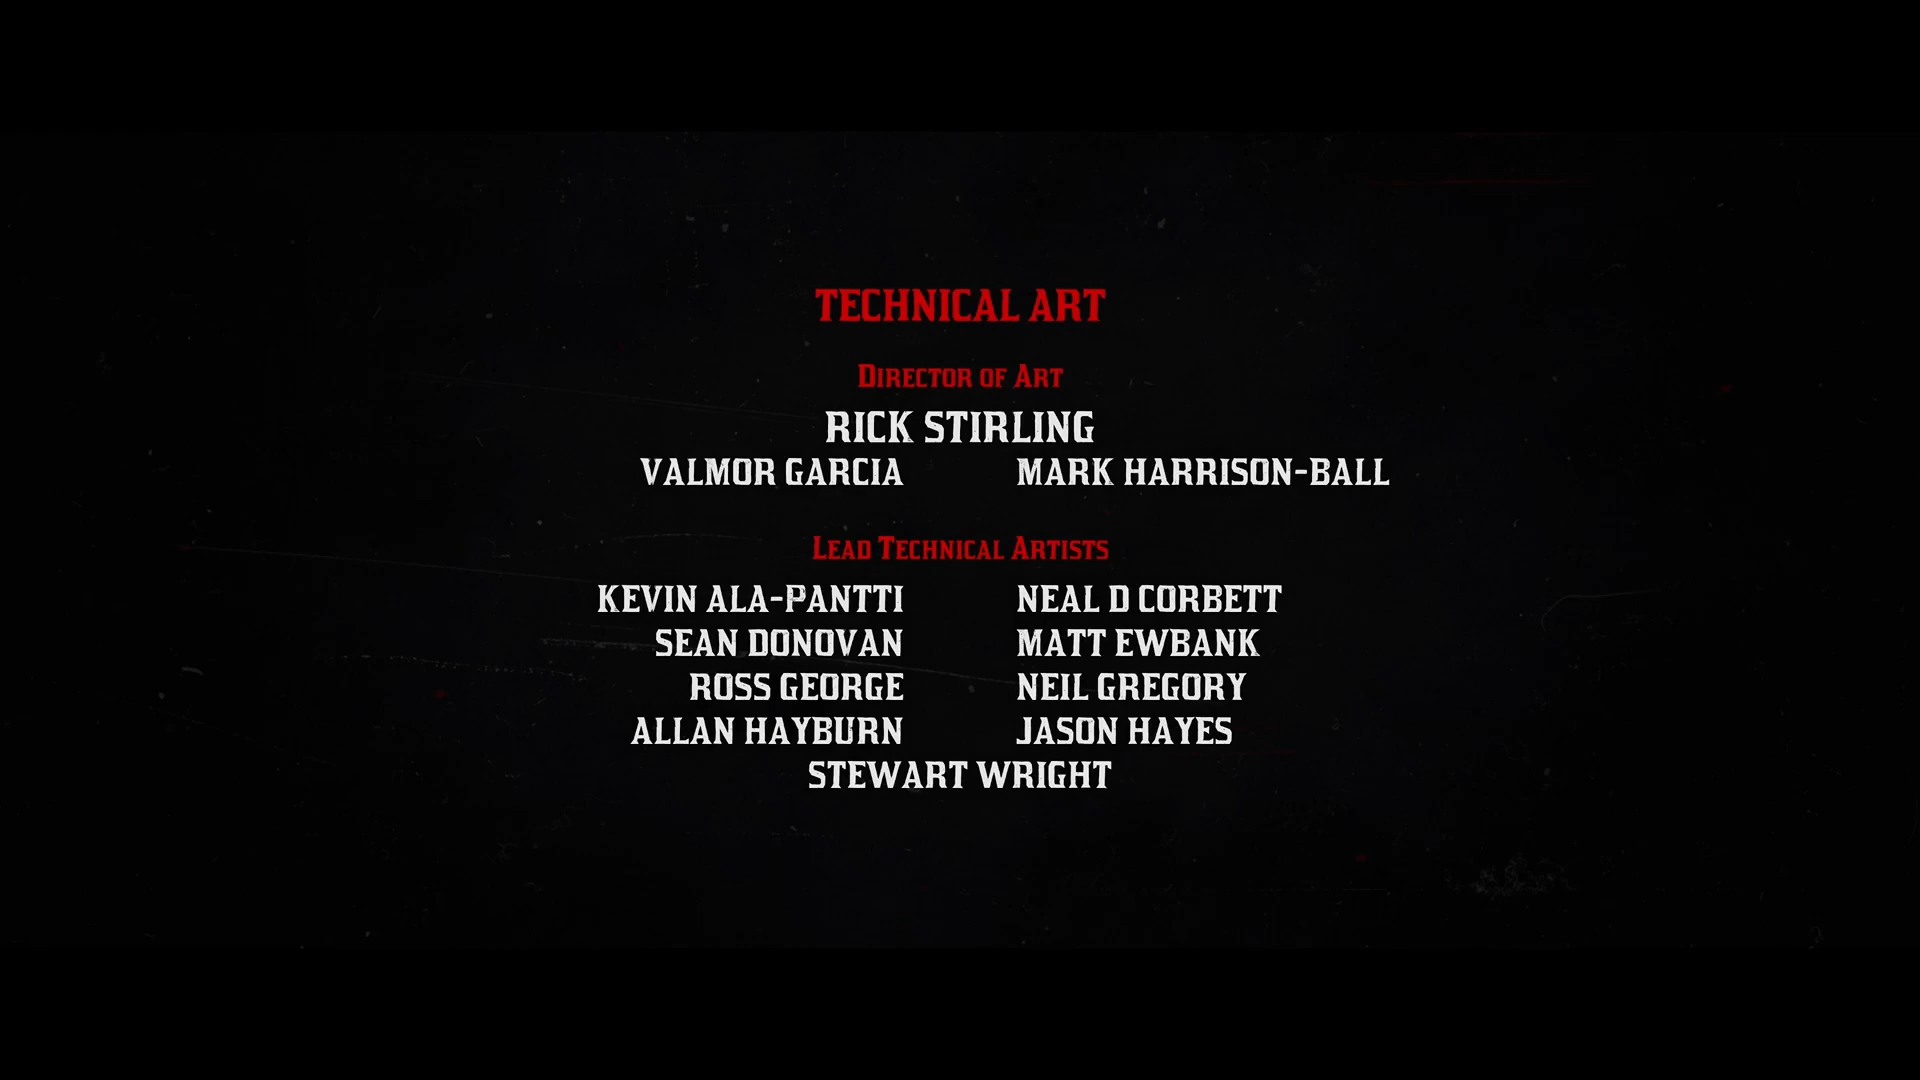 TECHNICAL ART
DIRECTOR OF ART
RICK STIRLING
VALMOR GARCIA MARK HARRISON-BALL
LEAD TECHNICAL ARTISTS
KEVIN ALA-PANTTI NEAL D CORBETT
SEAN DONOVAN MATT EWBANK
ROSS GEORGE NEIL GREGORY
ALLAN HAYBURN JASON HAYES
STEWART WRIGHT